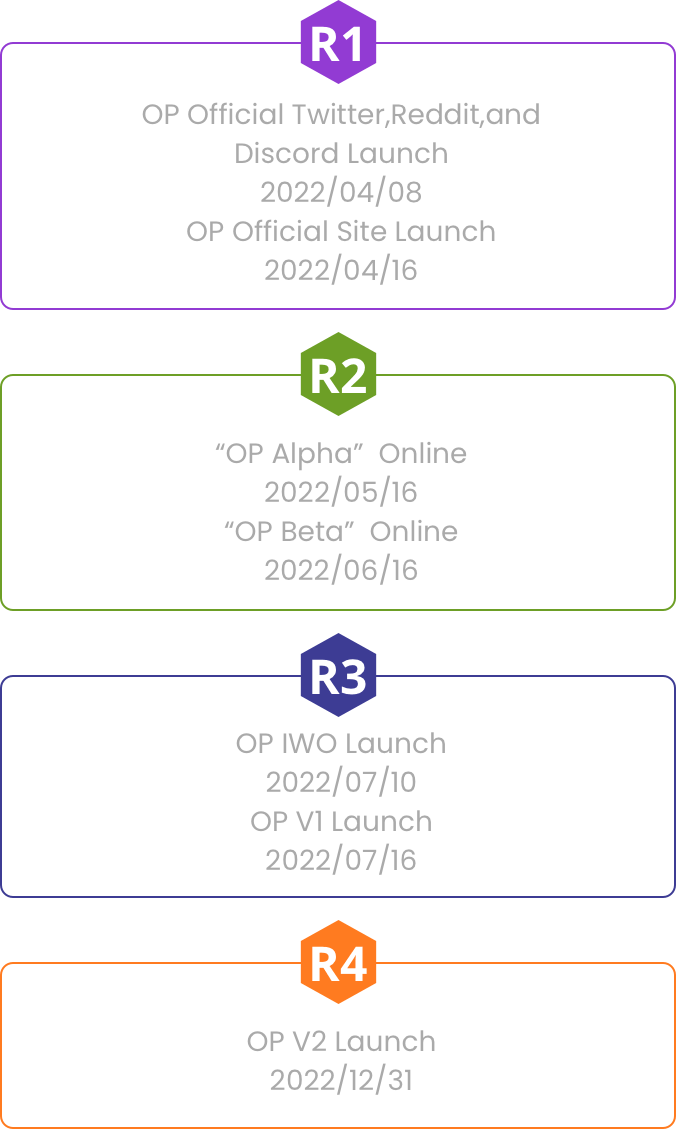 R1
OP Official Twitter,Reddit,and
Discord Launch
2022/04/08
OP Official Site Launch
2022/04/16
R2
“OP Alpha”  Online
2022/05/16
“OP Beta”  Online
2022/06/16
R3
OP IWO Launch
2022/07/10
OP V1 Launch
2022/07/16
R4
OP V2 Launch
2022/12/31